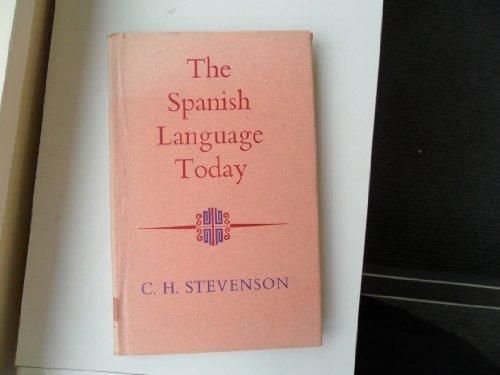 The
Spanish
Language
Today
C. H. STEVENSON